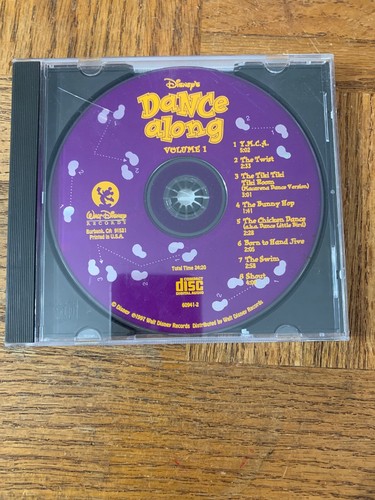 Disney's
DANCE
along
VOLUME 1
1 Y.M.C.A.
5:02
2 The Twist
2:33
3 The Tiki Tiki
Tiki Room
(Macarena Dance Version)
3:01
4 The Bunny Hop
1:41
5 The Chicken Dance
(a.k.a. Dance Little Bird)
2:28
6 Born to Hand Jive
2:05
7 The Swim
2:58
8 Shout
WALT DISNEY
RECORDS
Burbank, CA 91521
Printed in U.S.A.
Total Time 24:20
COMPACT
disc
DIGITAL AUDIO
60941-2
© Disney ℗1997 Walt Disney Records Distributed by Walt Disney Records